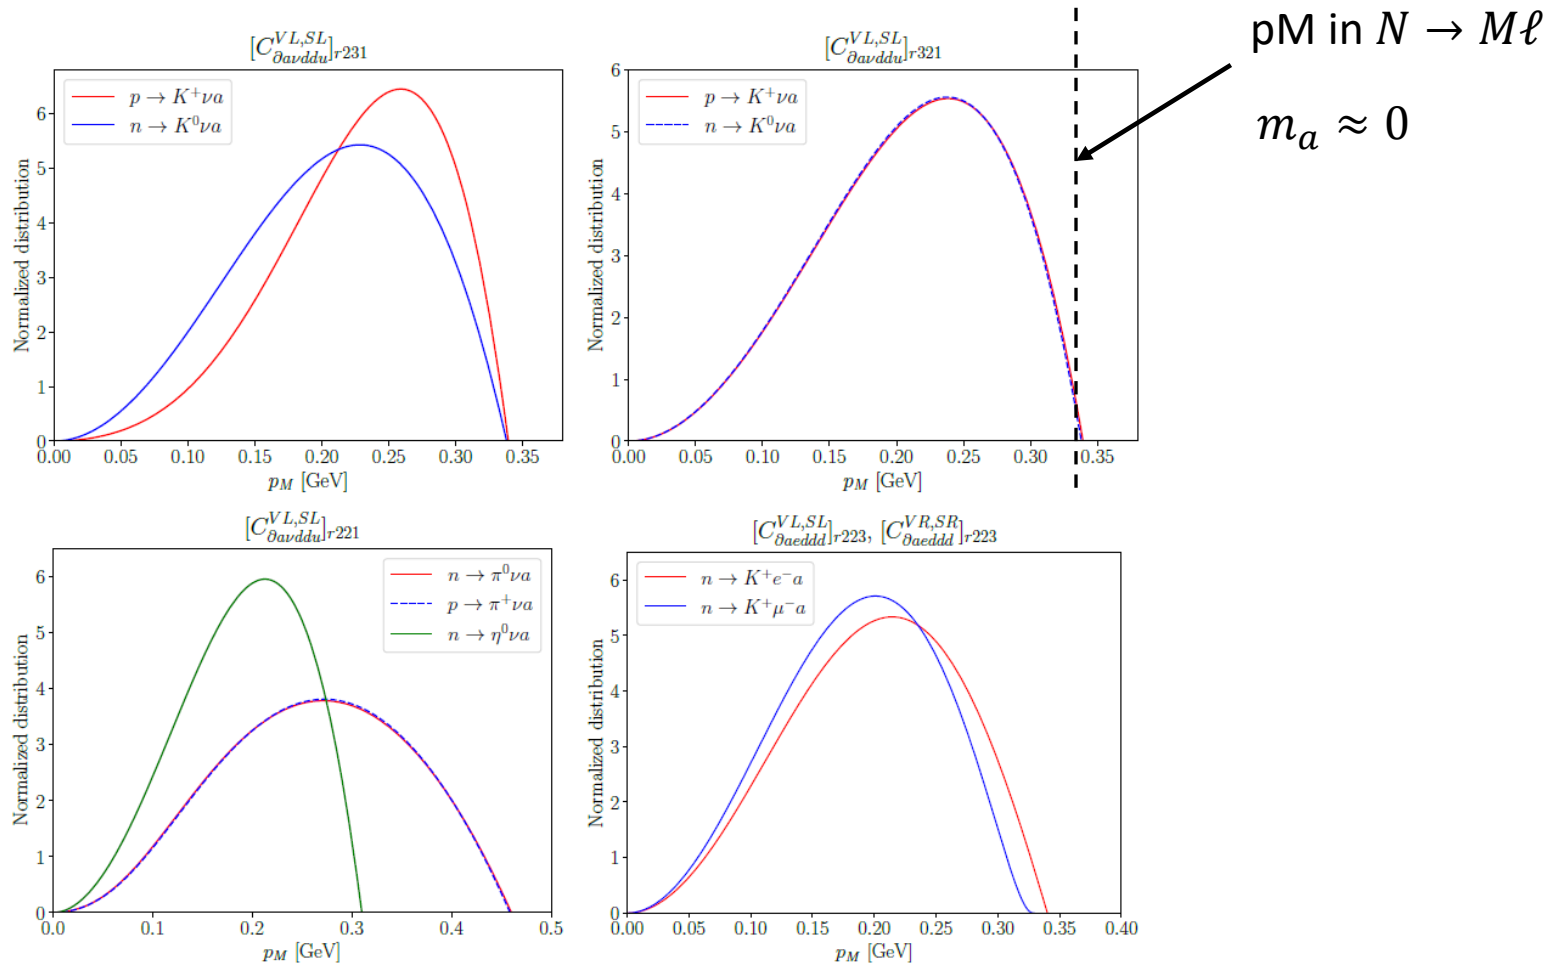 pM in N → Mℓ
m_a ≈ 0
[C^{VL,SL}_{∂aνddu}]_{r231}
p → K⁺νa
n → K⁰νa
Normalized distribution
0 1 2 3 4 5 6
0.00 0.05 0.10 0.15 0.20 0.25 0.30 0.35
p_M [GeV]
[C^{VL,SL}_{∂aνddu}]_{r321}
p → K⁺νa
n → K⁰νa
Normalized distribution
0 1 2 3 4 5 6
0.00 0.05 0.10 0.15 0.20 0.25 0.30 0.35
p_M [GeV]
[C^{VL,SL}_{∂aνddu}]_{r221}
n → π⁰νa
p → π⁺νa
n → η⁰νa
Normalized distribution
0 1 2 3 4 5 6
0.0 0.1 0.2 0.3 0.4 0.5
p_M [GeV]
[C^{VL,SL}_{∂aeddd}]_{r223}, [C^{VR,SR}_{∂aeddd}]_{r223}
n → K⁺e⁻a
n → K⁺μ⁻a
Normalized distribution
0 1 2 3 4 5 6
0.00 0.05 0.10 0.15 0.20 0.25 0.30 0.35 0.40
p_M [GeV]